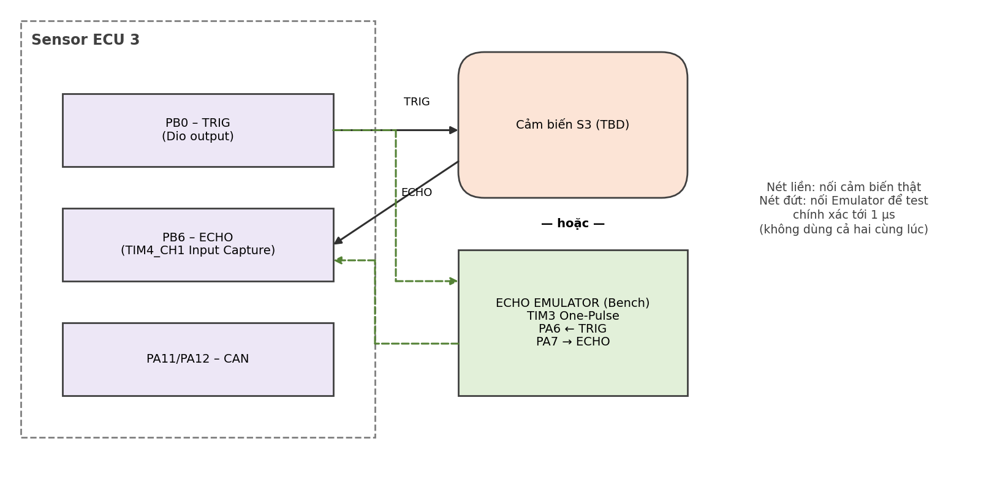 Sensor ECU 3
PB0 – TRIG
(Dio output)
TRIG
Cảm biến S3 (TBD)
ECHO
PB6 – ECHO
(TIM4_CH1 Input Capture)
— hoặc —
Nét liền: nối cảm biến thật
Nét đứt: nối Emulator để test
chính xác tới 1 µs
(không dùng cả hai cùng lúc)
ECHO EMULATOR (Bench)
TIM3 One-Pulse
PA6 ← TRIG
PA7 → ECHO
PA11/PA12 – CAN